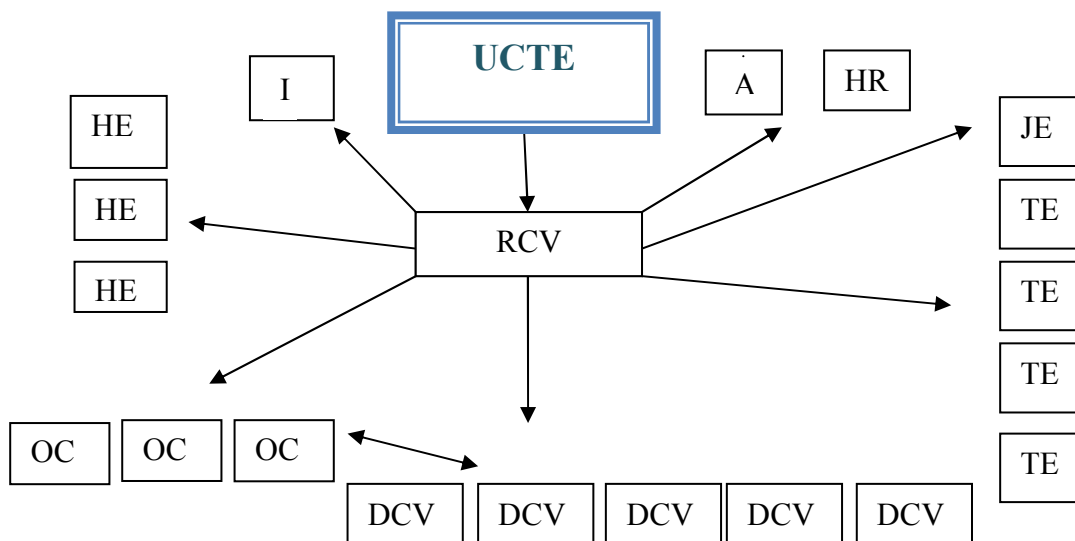 UCTE
I
A
HR
HE
JE
HE
TE
RCV
HE
TE
TE
OC
OC
OC
TE
DCV
DCV
DCV
DCV
DCV